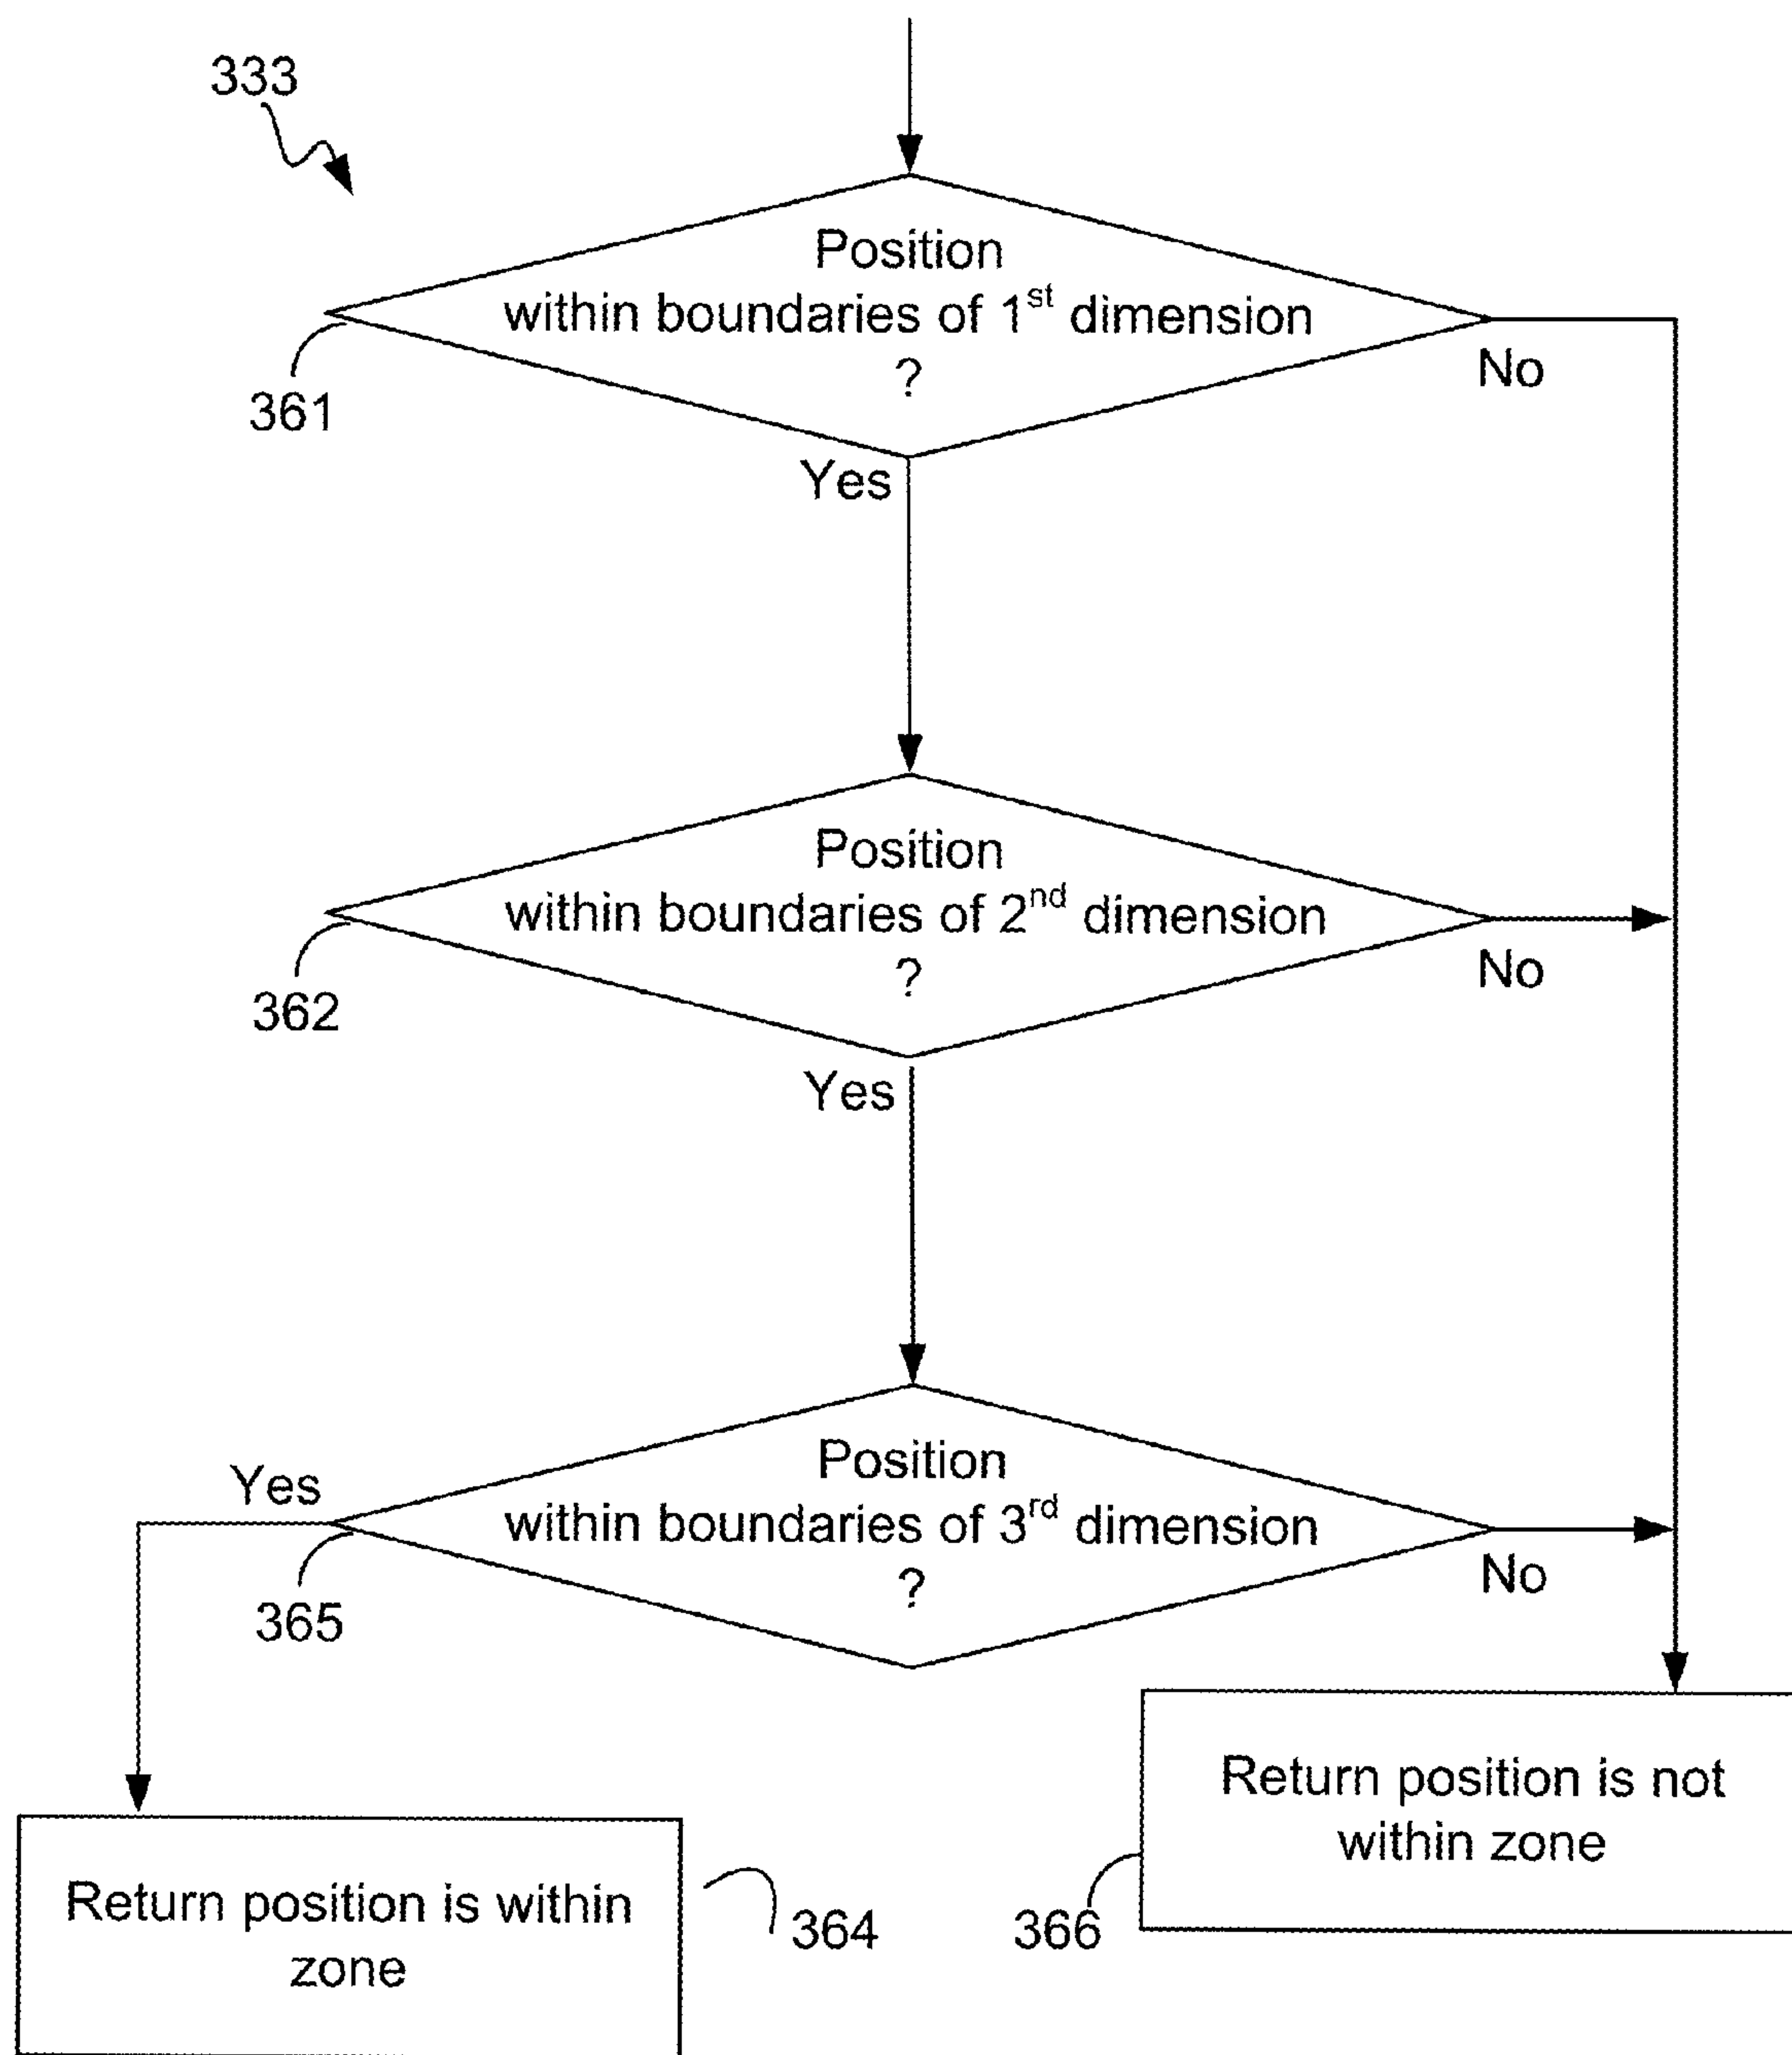 333
Position
within boundaries of 1st dimension
?
361
No
Yes
Position
within boundaries of 2nd dimension
?
362
No
Yes
Position
within boundaries of 3rd dimension
?
Yes
365
No
Return position is not
within zone
366
Return position is within
zone
364